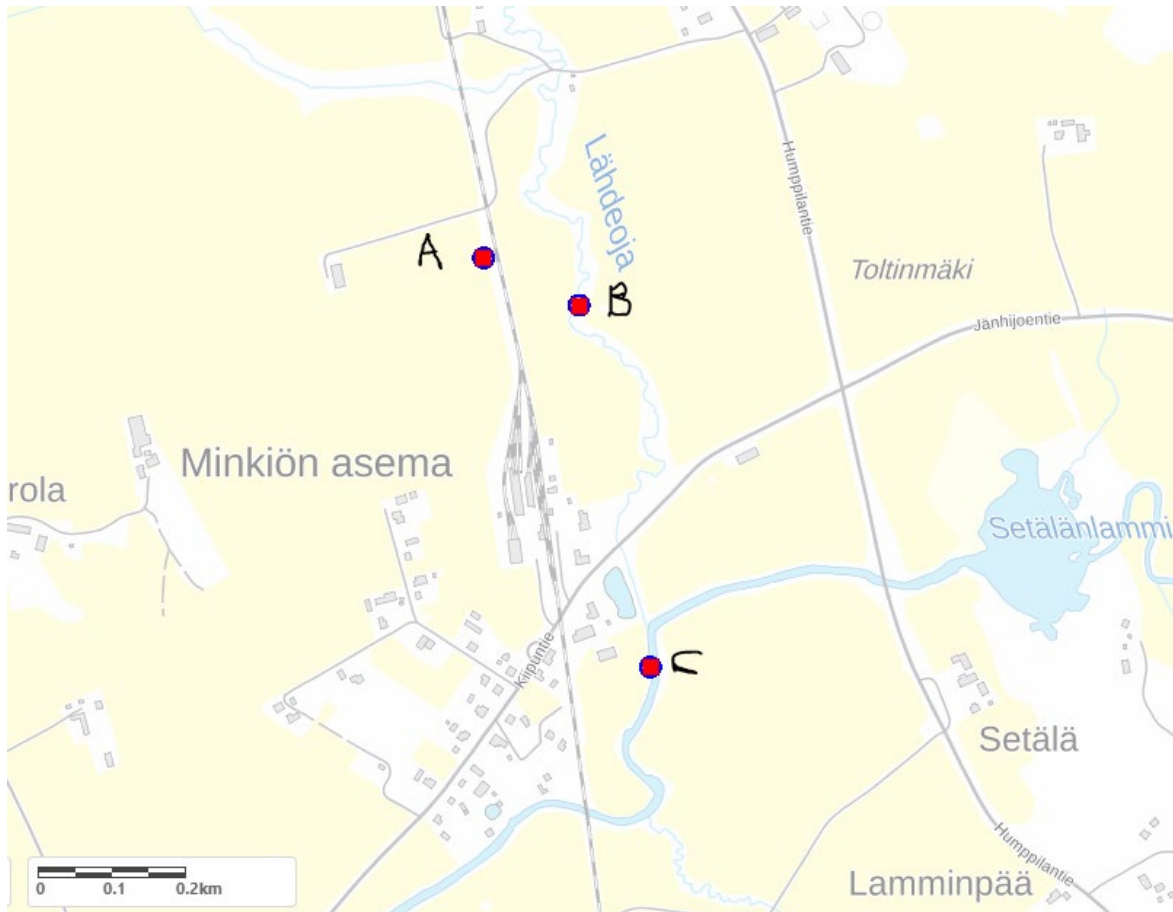 Humppilantie
Lähdeoja
A
Toltinmäki
B
Jänhijoentie
Minkiön asema
rola
Setälänlammi
Kiipuntie
C
Setälä
Humppilantie
0 0.1 0.2km
Lamminpää